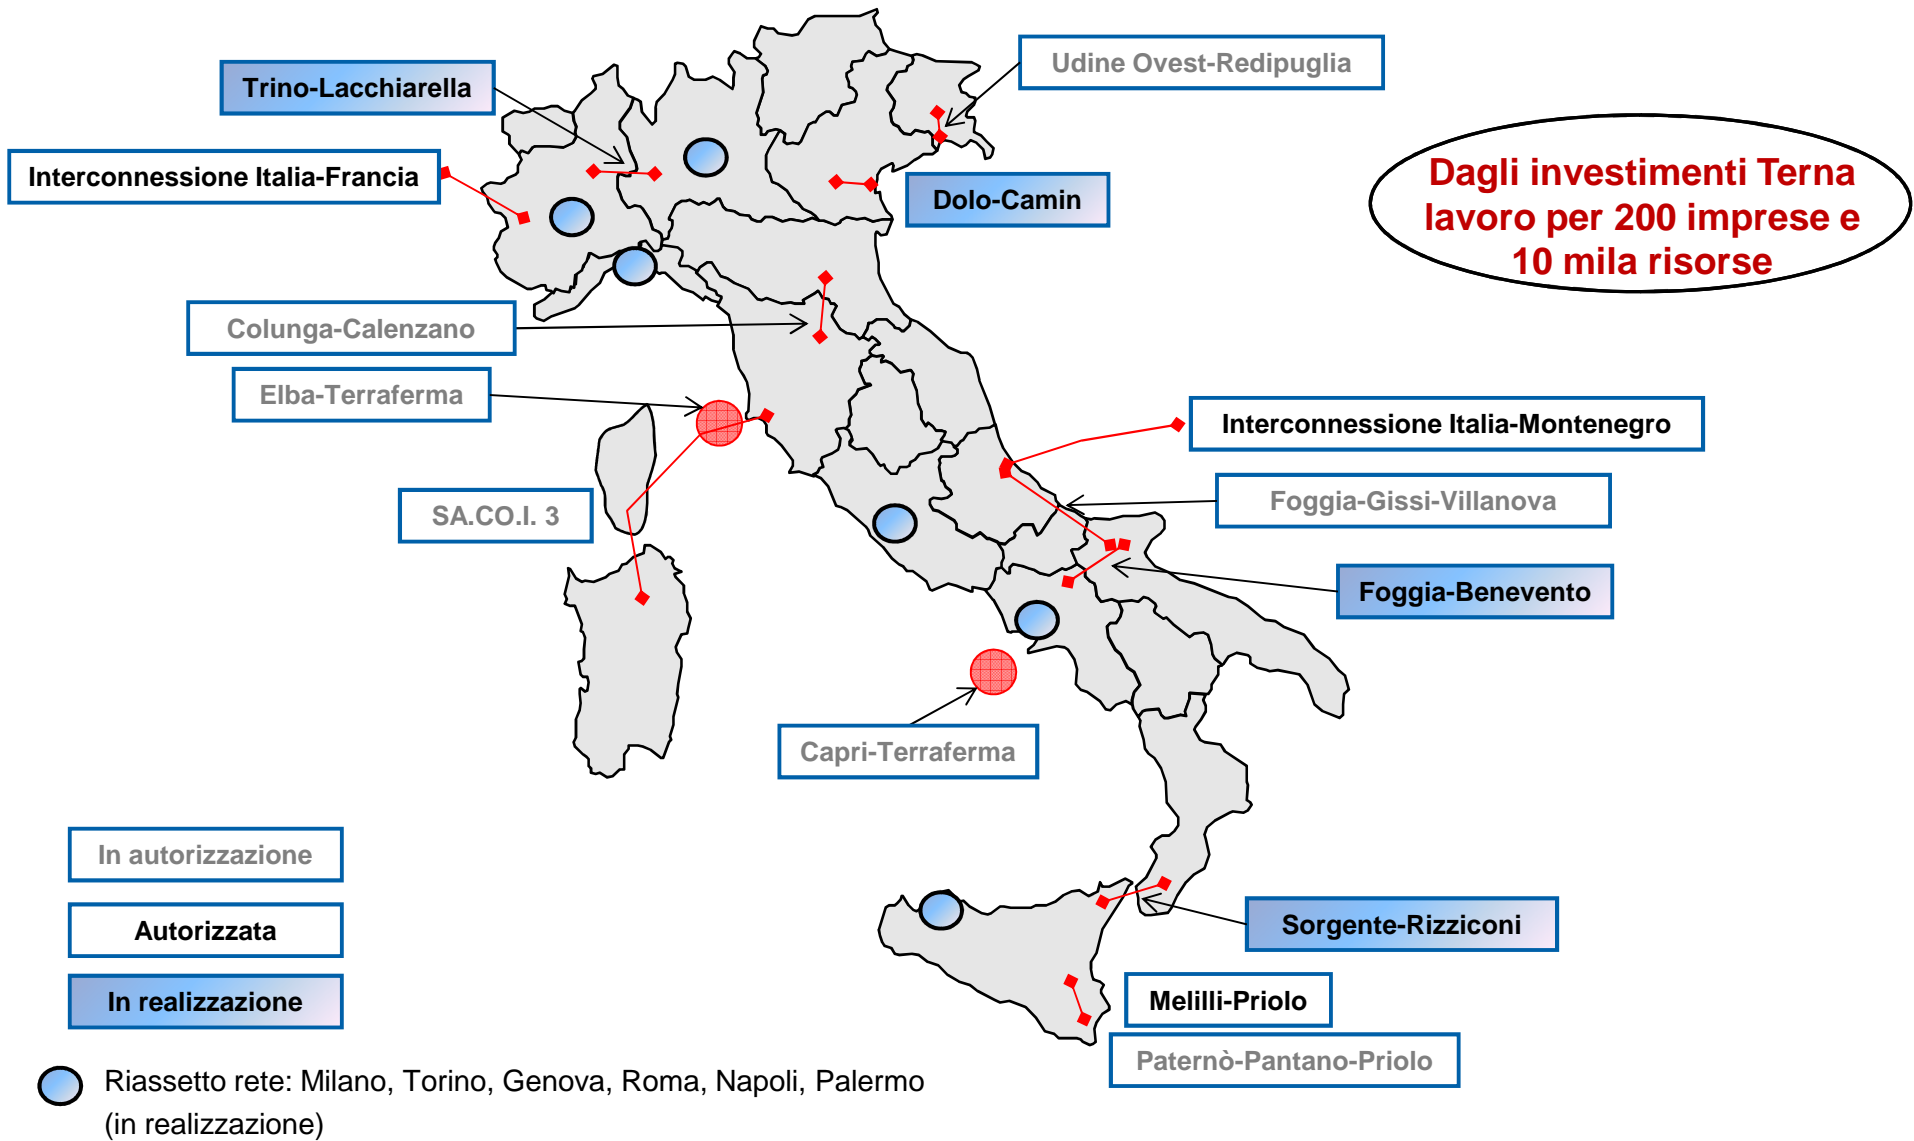 Udine Ovest-Redipuglia
Trino-Lacchiarella
Interconnessione Italia-Francia
Dolo-Camin
Dagli investimenti Terna
lavoro per 200 imprese e
10 mila risorse
Colunga-Calenzano
Elba-Terraferma
Interconnessione Italia-Montenegro
SA.CO.I. 3
Foggia-Gissi-Villanova
Foggia-Benevento
Capri-Terraferma
In autorizzazione
Autorizzata
In realizzazione
Sorgente-Rizziconi
Melilli-Priolo
Paternò-Pantano-Priolo
Riassetto rete: Milano, Torino, Genova, Roma, Napoli, Palermo
(in realizzazione)